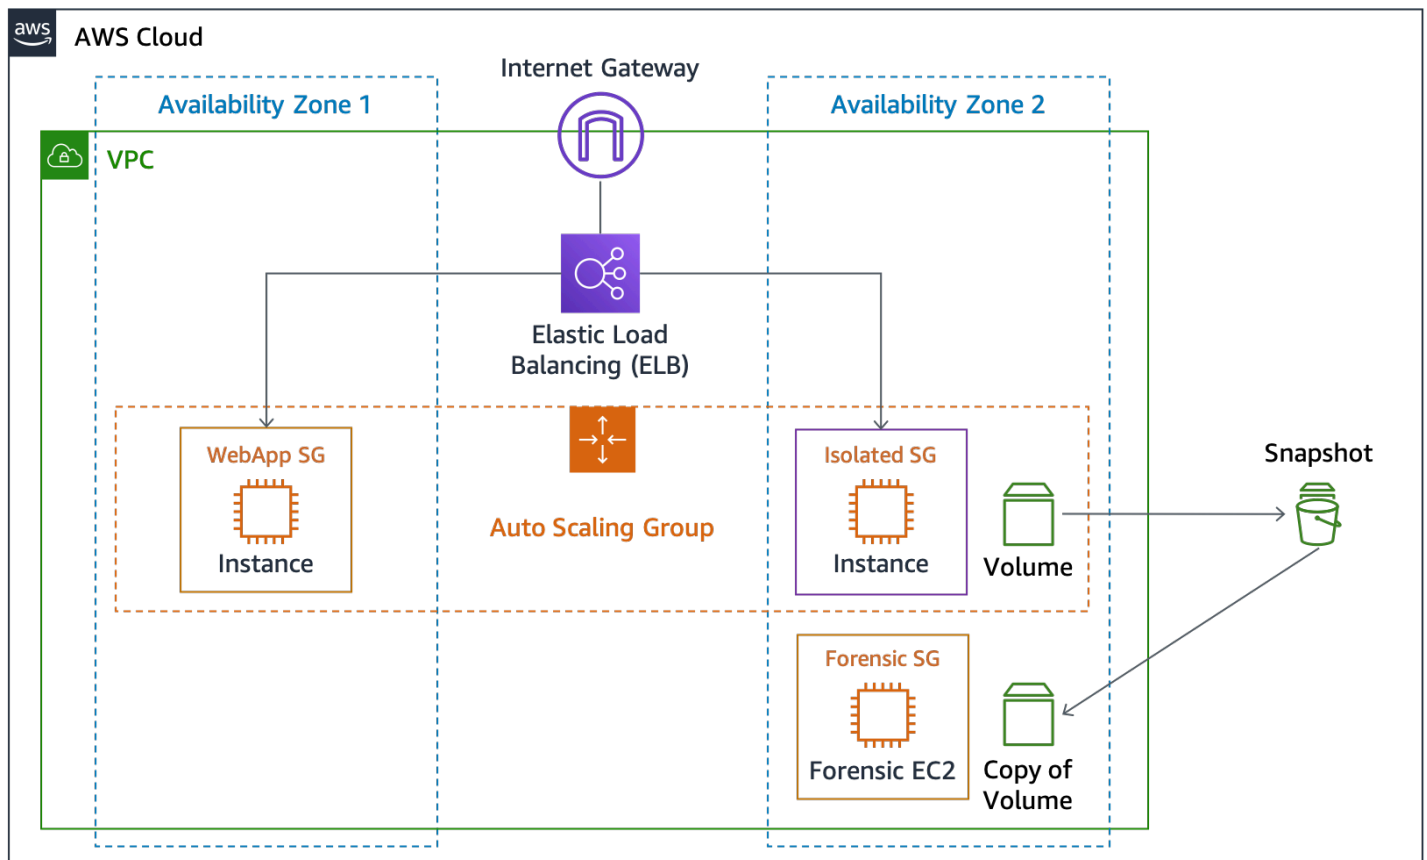 aws
AWS Cloud
Internet Gateway
Availability Zone 1
Availability Zone 2
VPC
Elastic Load
Balancing (ELB)
WebApp SG
Instance
Auto Scaling Group
Isolated SG
Instance
Volume
Snapshot
Forensic SG
Forensic EC2
Copy of
Volume